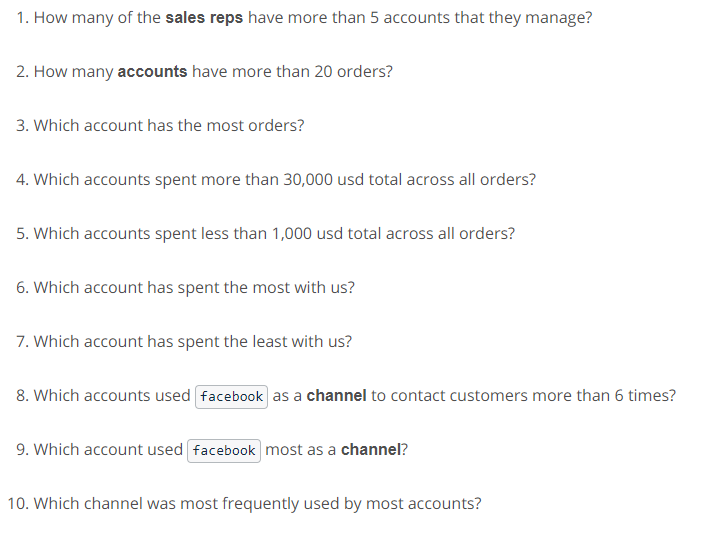 1. How many of the sales reps have more than 5 accounts that they manage?
2. How many accounts have more than 20 orders?
3. Which account has the most orders?
4. Which accounts spent more than 30,000 usd total across all orders?
5. Which accounts spent less than 1,000 usd total across all orders?
6. Which account has spent the most with us?
7. Which account has spent the least with us?
8. Which accounts used facebook as a channel to contact customers more than 6 times?
9. Which account used facebook most as a channel?
10. Which channel was most frequently used by most accounts?